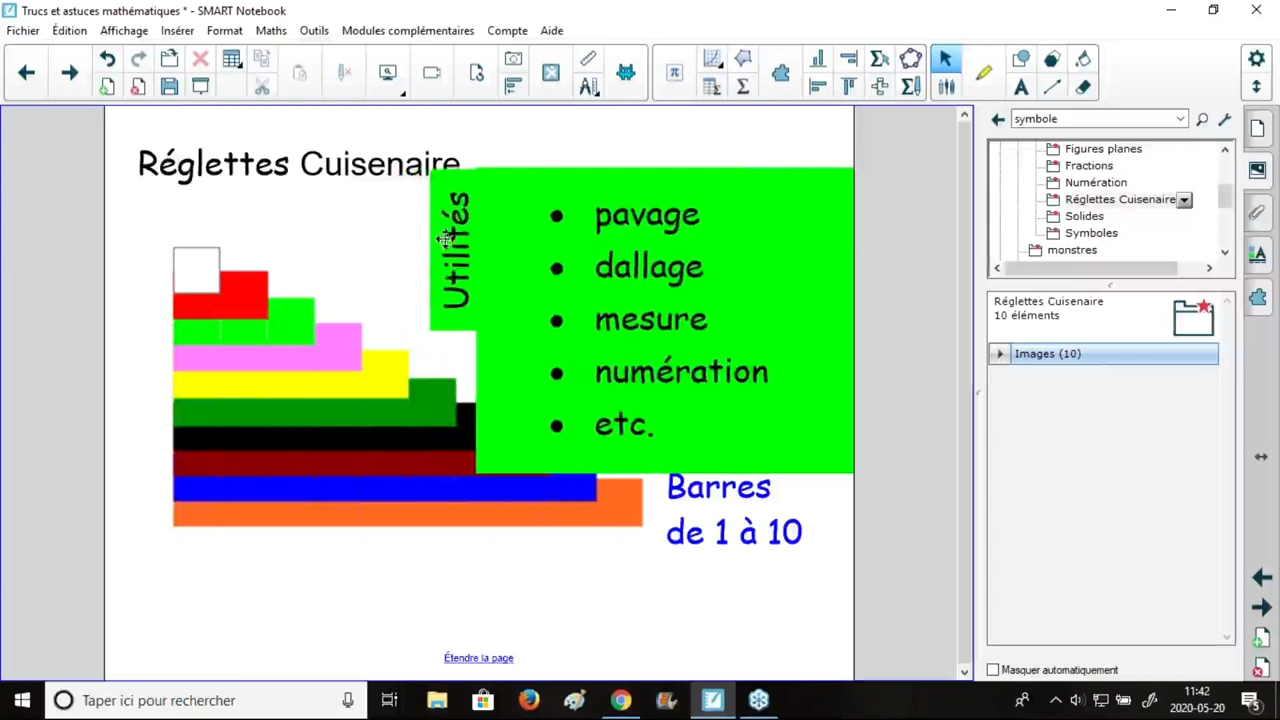 Trucs et astuces mathématiques * - SMART Notebook
Fichier Édition Affichage Insérer Format Maths Outils Modules complémentaires Compte Aide
symbole
Figures planes
Fractions
Numération
Réglettes Cuisenaire
Solides
Symboles
monstres
Réglettes Cuisenaire
10 éléments
Images (10)
Masquer automatiquement
Réglettes Cuisenaire
Utilités
• pavage
• dallage
• mesure
• numération
• etc.
Barres
de 1 à 10
Étendre la page
Taper ici pour rechercher
11:42
2020-05-20
5